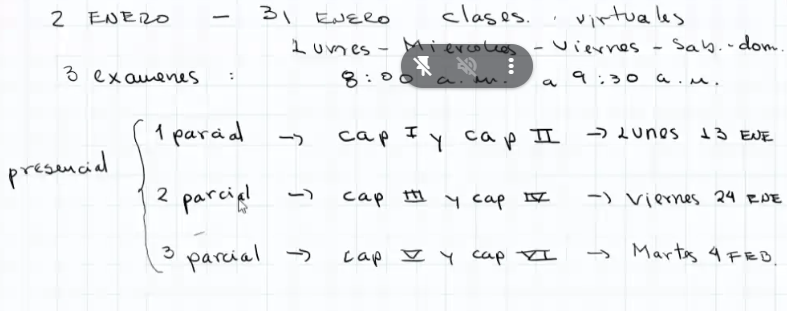 2 ENERO - 31 ENERO clases. virtuales
Lunes - Miercoles - Viernes - Sab. - dom.
3 examenes : 8:00 a.m. a 9:30 a.m.
1 parcial → cap I y cap II → Lunes 13 ENE
presencial
2 parcial → cap III y cap IV → Viernes 24 ENE
3 parcial → cap V y cap VI → Martes 4 FEB.